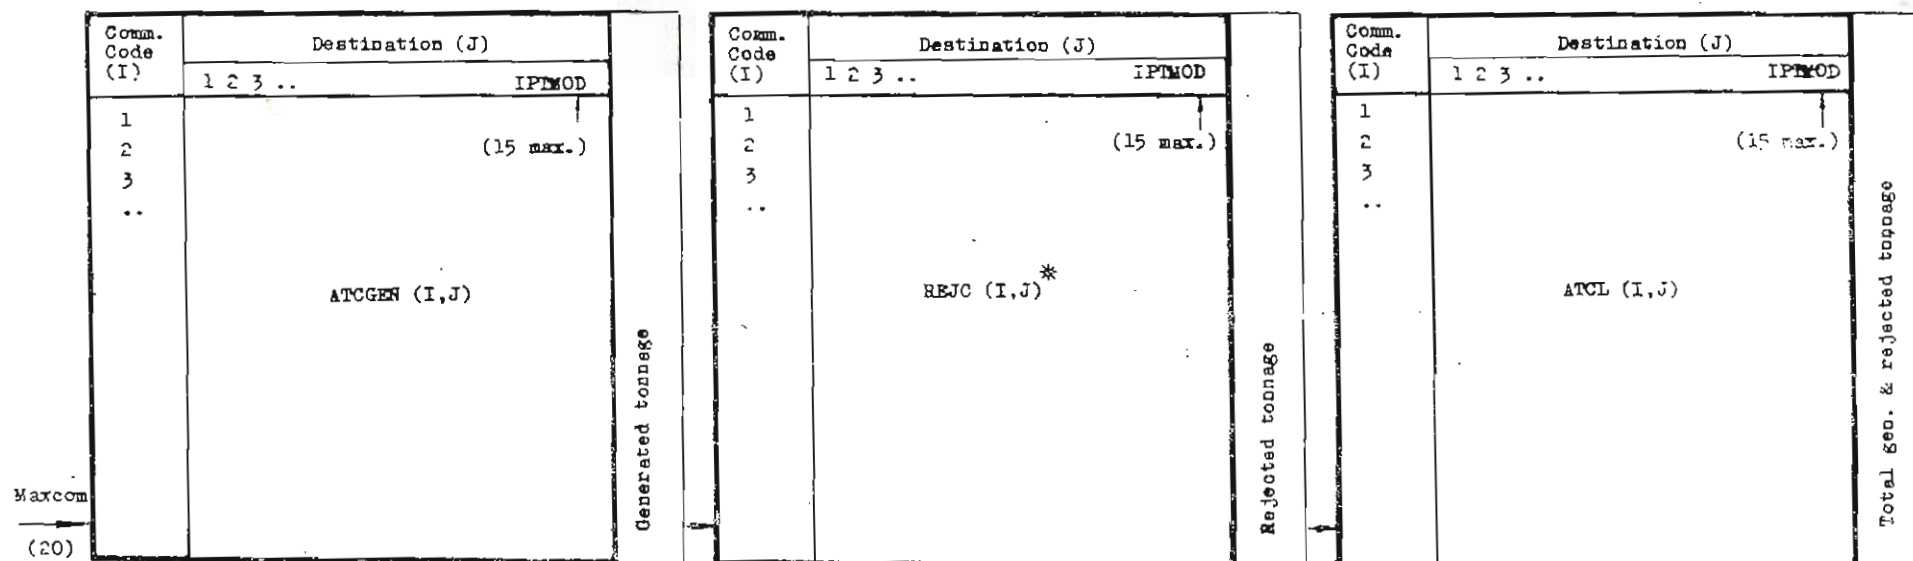 Comm.
Code
(I)
Destination (J)
1 2 3 ..
IPTMOD
1
(15 max.)
2
3
..
ATCGEN (I,J)
Generated tonnage
Maxcom
(20)
Comm.
Code
(I)
Destination (J)
1 2 3 ..
IPTMOD
1
(15 max.)
2
3
..
REJC (I,J)*
Rejected tonnage
Comm.
Code
(I)
Destination (J)
1 2 3 ..
IPTMOD
1
(15 max.)
2
3
..
ATCL (I,J)
Total gen. & rejected tonnage